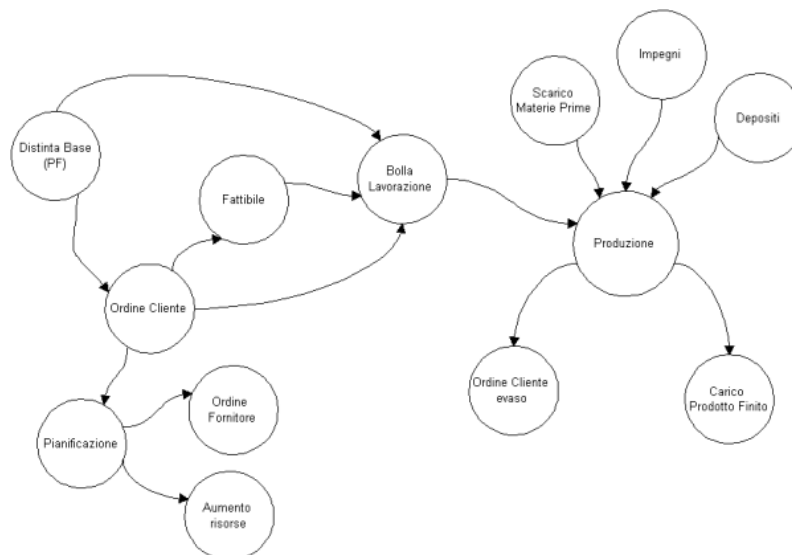 Impegni
Scarico
Materie Prime
Depositi
Distinta Base
(PF)
Bolla
Lavorazione
Fattibile
Produzione
Ordine Cliente
Ordine Cliente
evaso
Carico
Prodotto Finito
Ordine
Fornitore
Pianificazione
Aumento
risorse